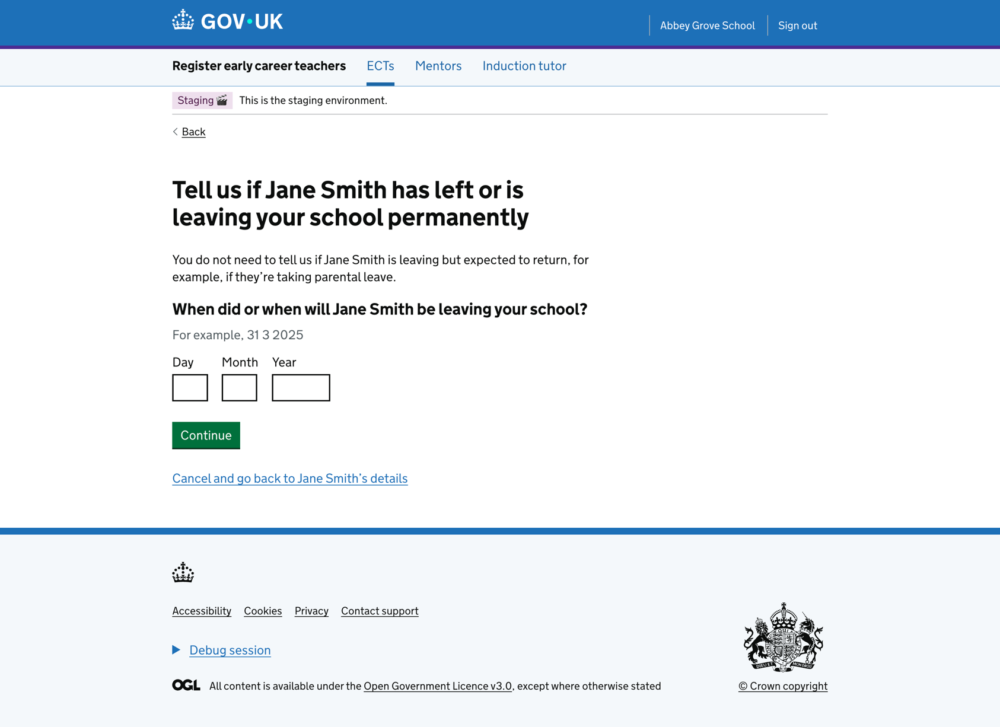 GOV·UK
Abbey Grove School
Sign out
Register early career teachers
ECTs
Mentors
Induction tutor
Staging 🎬
This is the staging environment.
Back
Tell us if Jane Smith has left or is
leaving your school permanently
You do not need to tell us if Jane Smith is leaving but expected to return, for
example, if they’re taking parental leave.
When did or when will Jane Smith be leaving your school?
For example, 31 3 2025
Day Month Year
Continue
Cancel and go back to Jane Smith’s details
Accessibility Cookies Privacy Contact support
Debug session
DIEU ET MON DROIT
OGL All content is available under the Open Government Licence v3.0, except where otherwise stated
© Crown copyright